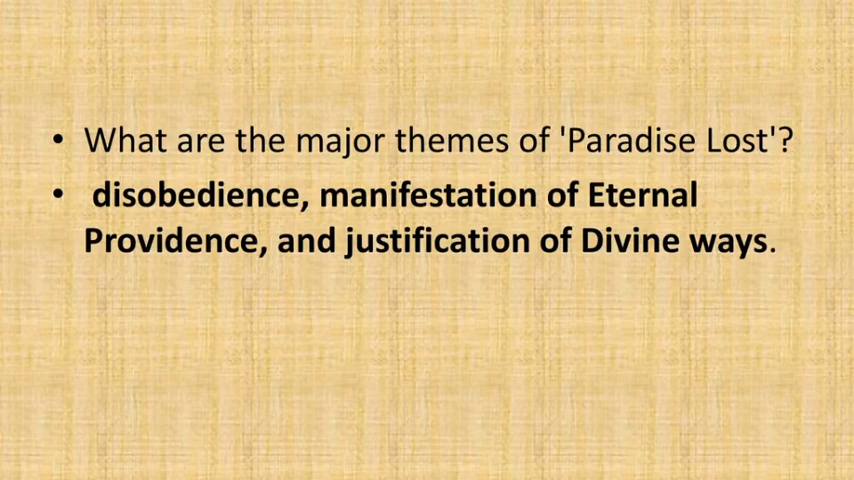 • What are the major themes of 'Paradise Lost'?
• disobedience, manifestation of Eternal
Providence, and justification of Divine ways.